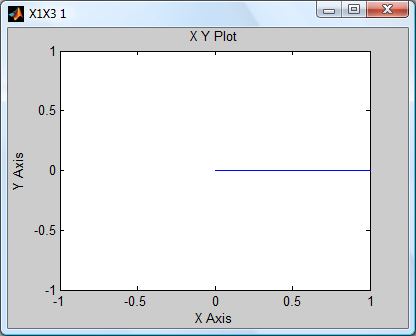 X1X3 1
X Y Plot
1
0.5
0
-0.5
-1
Y Axis
-1 -0.5 0 0.5 1
X Axis